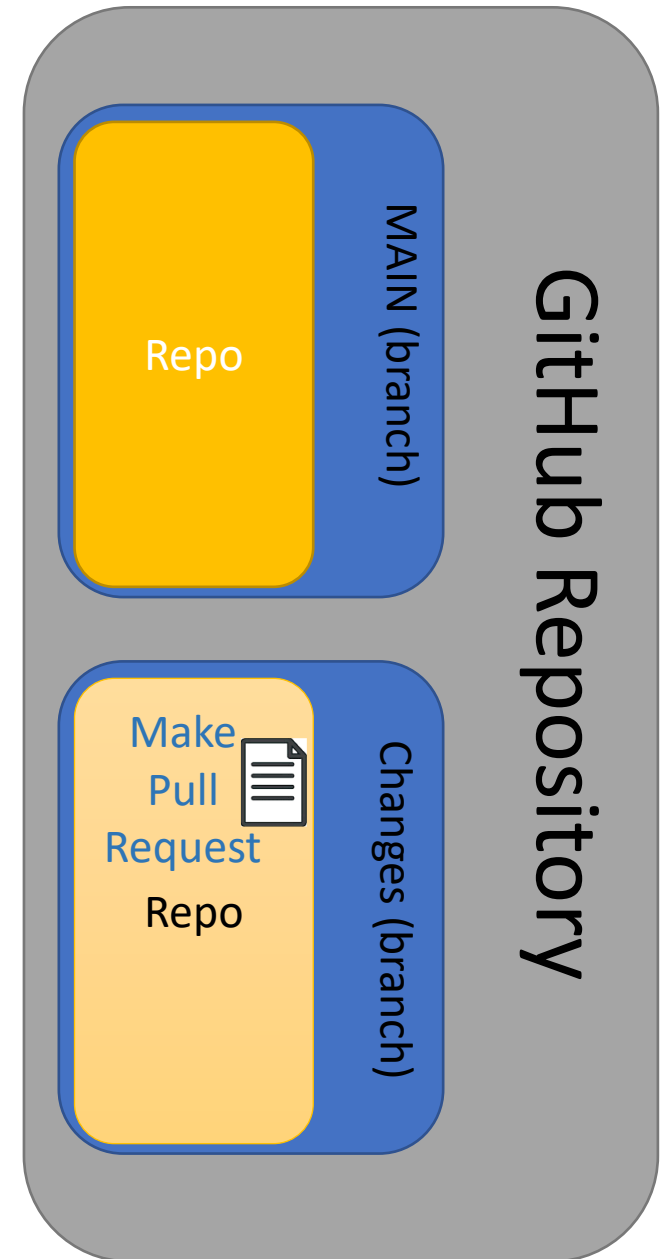 GitHub Repository
MAIN (branch)
Repo
Changes (branch)
Make
Pull
Request
Repo